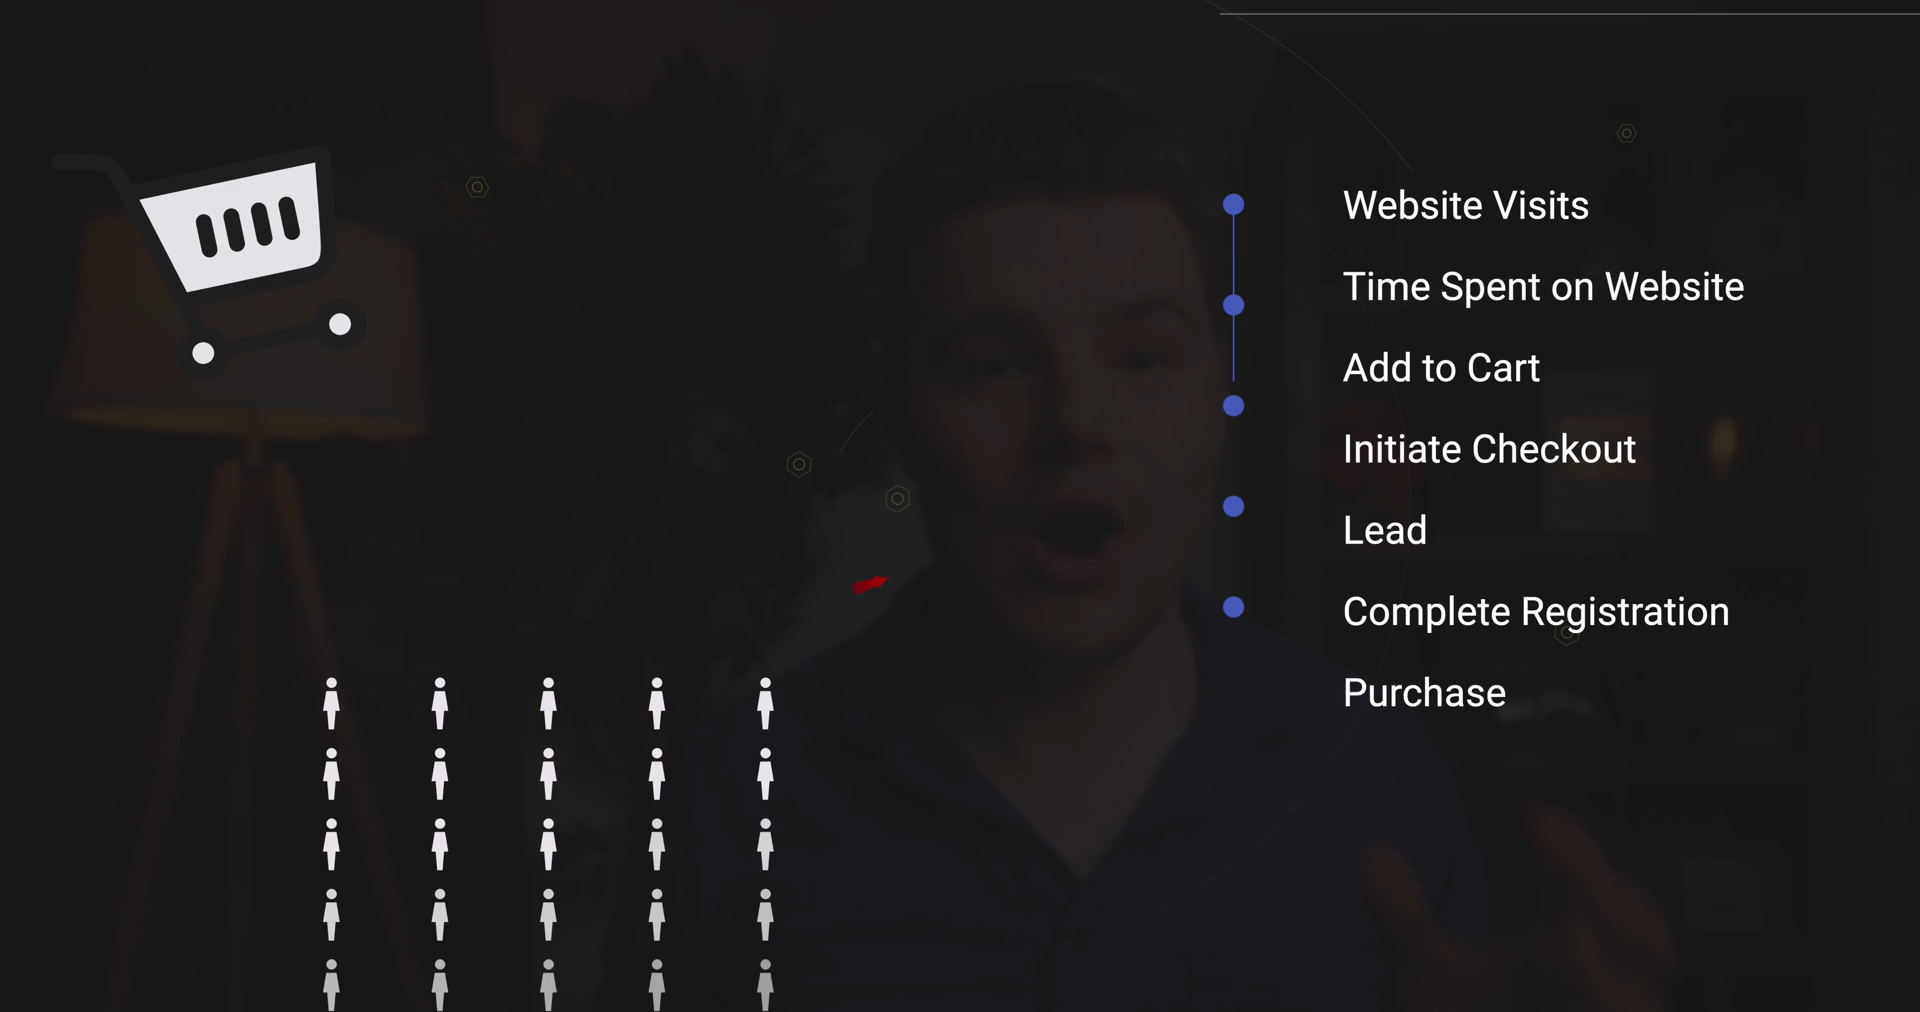 Website Visits
Time Spent on Website
Add to Cart
Initiate Checkout
Lead
Complete Registration
Purchase